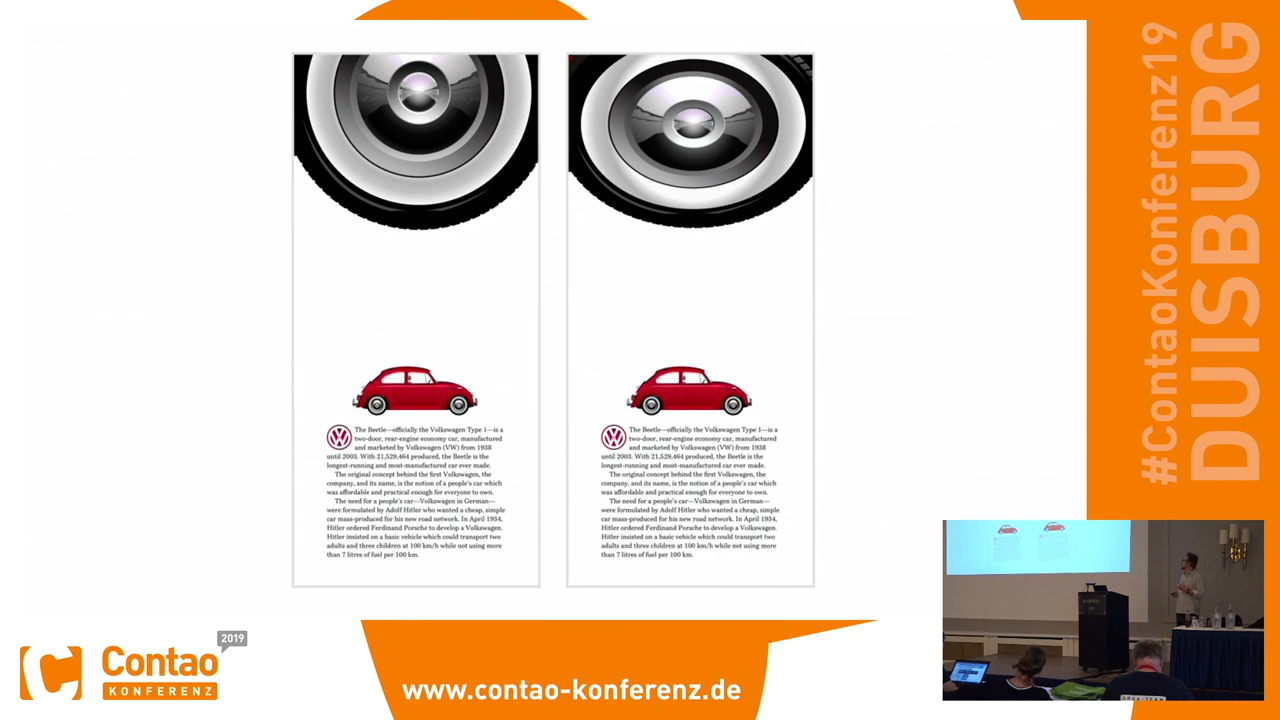 The Beetle—officially the Volkswagen Type 1—is a
two-door, rear-engine economy car, manufactured
and marketed by Volkswagen (VW) from 1938
until 2003. With 21,529,464 produced, the Beetle is the
longest-running and most-manufactured car ever made.
The original concept behind the first Volkswagen, the
company, and its name, is the notion of a people's car which
was affordable and practical enough for everyone to own.
The need for a people's car—Volkswagen in German—
were formulated by Adolf Hitler who wanted a cheap, simple
car mass-produced for his new road network. In April 1934,
Hitler ordered Ferdinand Porsche to develop a Volkswagen.
Hitler insisted on a basic vehicle which could transport two
adults and three children at 100 km/h while not using more
than 7 litres of fuel per 100 km.
The Beetle—officially the Volkswagen Type 1—is a
two-door, rear-engine economy car, manufactured
and marketed by Volkswagen (VW) from 1938
until 2003. With 21,529,464 produced, the Beetle is the
longest-running and most-manufactured car ever made.
The original concept behind the first Volkswagen, the
company, and its name, is the notion of a people's car which
was affordable and practical enough for everyone to own.
The need for a people's car—Volkswagen in German—
were formulated by Adolf Hitler who wanted a cheap, simple
car mass-produced for his new road network. In April 1934,
Hitler ordered Ferdinand Porsche to develop a Volkswagen.
Hitler insisted on a basic vehicle which could transport two
adults and three children at 100 km/h while not using more
than 7 litres of fuel per 100 km.
#ContaoKonferenz19
DUISBURG
2019
Contao
KONFERENZ
www.contao-konferenz.de
ORGA-TEAM